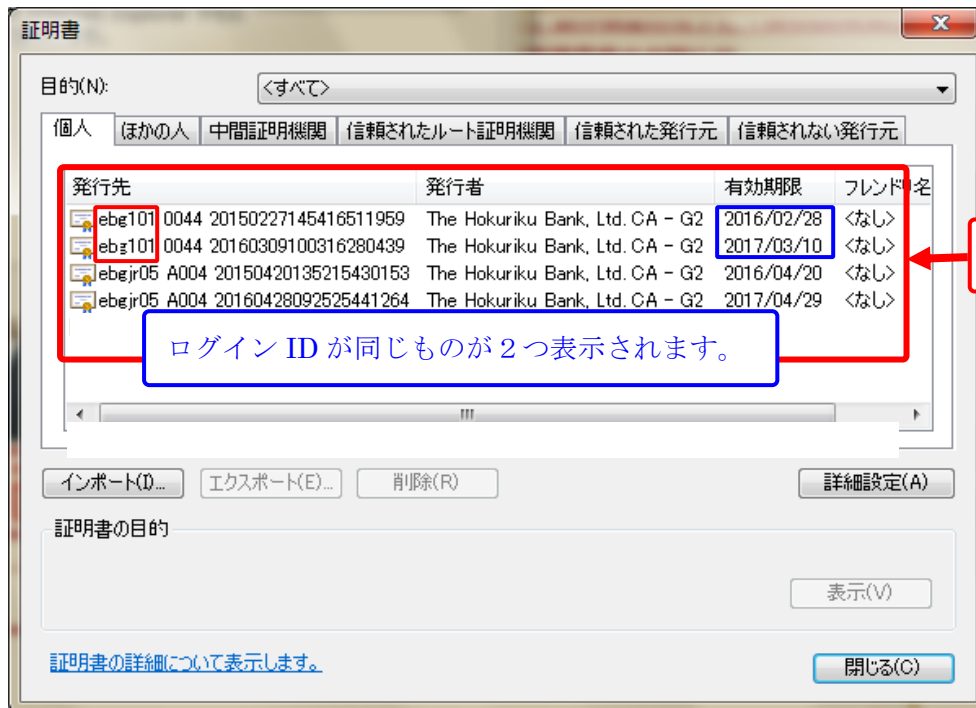 証明書
目的(N): <すべて>
個人 ほかの人 中間証明機関 信頼されたルート証明機関 信頼された発行元 信頼されない発行元
発行先 発行者 有効期限 フレンドリ名
ebg101 0044 20150227145416511959 The Hokuriku Bank, Ltd. CA - G2 2016/02/28 <なし>
ebg101 0044 20160309100316280439 The Hokuriku Bank, Ltd. CA - G2 2017/03/10 <なし>
ebgjr05 A004 20150420135215430153 The Hokuriku Bank, Ltd. CA - G2 2016/04/20 <なし>
ebgjr05 A004 20160428092525441264 The Hokuriku Bank, Ltd. CA - G2 2017/04/29 <なし>
ログイン ID が同じものが２つ表示されます。
インポート(I)... エクスポート(E)... 削除(R) 詳細設定(A)
証明書の目的
表示(V)
証明書の詳細について表示します。
閉じる(C)